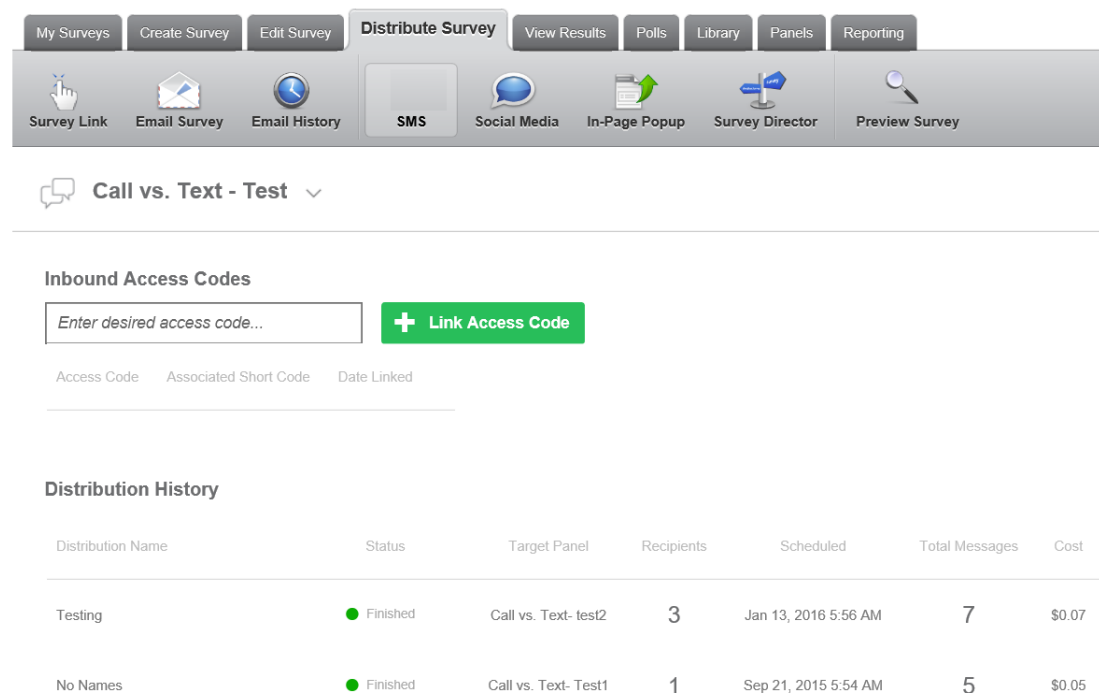 My Surveys Create Survey Edit Survey Distribute Survey View Results Polls Library Panels Reporting
Survey Link Email Survey Email History SMS Social Media In-Page Popup Survey Director Preview Survey
Call vs. Text - Test
Inbound Access Codes
Enter desired access code...
Link Access Code
Access Code Associated Short Code Date Linked
Distribution History
Distribution Name Status Target Panel Recipients Scheduled Total Messages Cost
Testing Finished Call vs. Text- test2 3 Jan 13, 2016 5:56 AM 7 $0.07
No Names Finished Call vs. Text- Test1 1 Sep 21, 2015 5:54 AM 5 $0.05